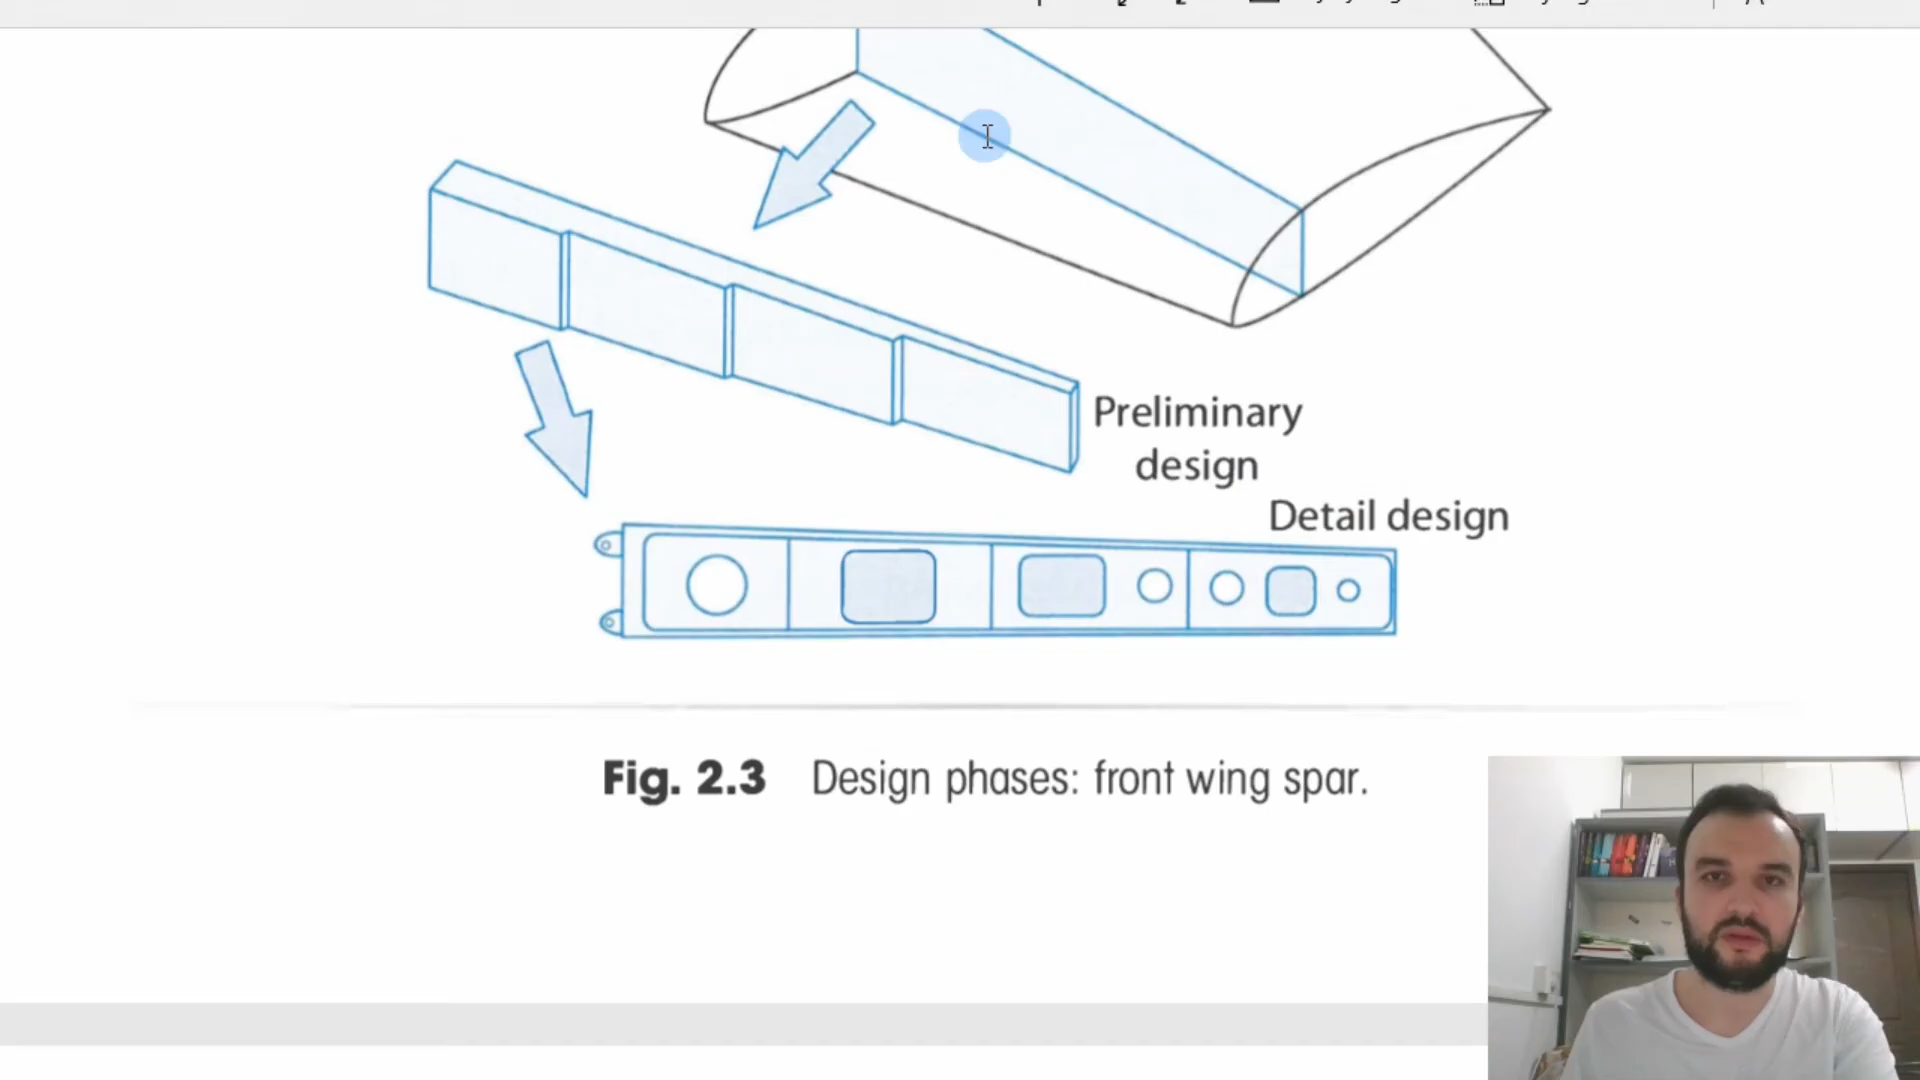 Preliminary
design
Detail design
Fig. 2.3 Design phases: front wing spar.